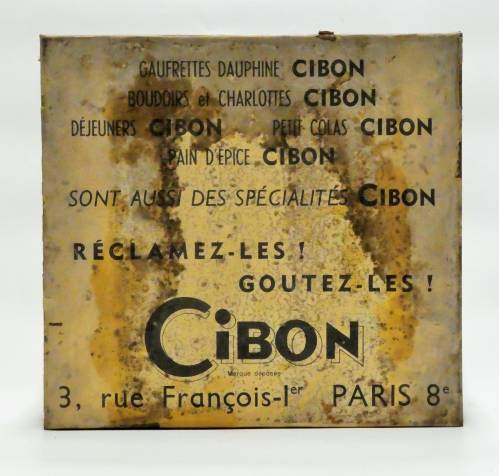 GAUFRETTES DAUPHINE CIBON
BOUDOIRS et CHARLOTTES CIBON
DÉJEUNERS CIBON PETIT COLAS CIBON
PAIN D'ÉPICE CIBON
SONT AUSSI DES SPÉCIALITÉS CIBON
RÉCLAMEZ-LES !
GOUTEZ-LES !
CIBON
Marque déposée
3, rue François-Ier PARIS 8e